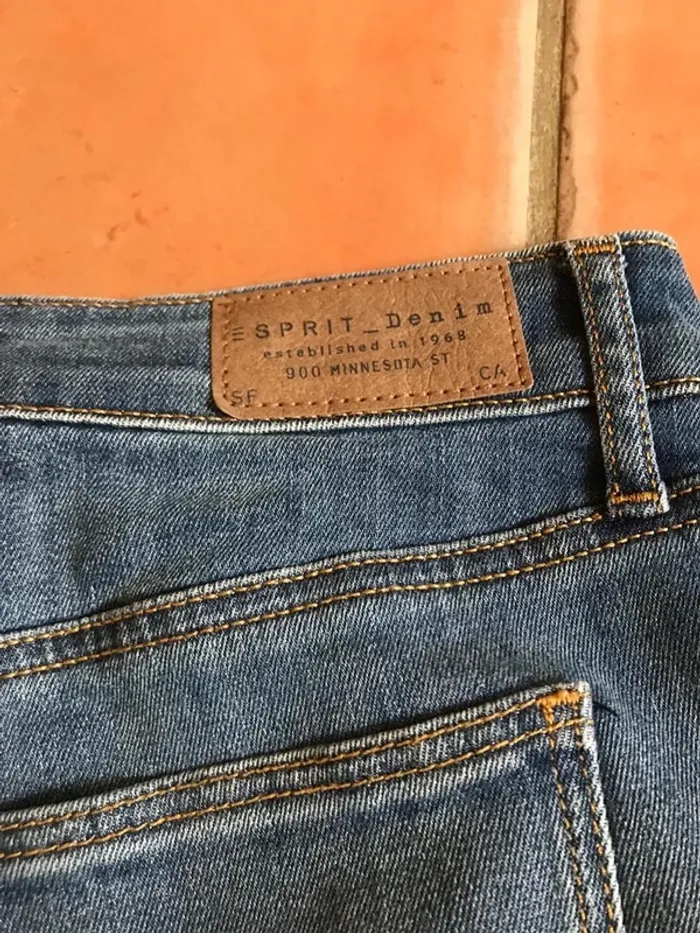 ESPRIT_Denim
established in 1968
900 MINNESOTA ST
SF CA